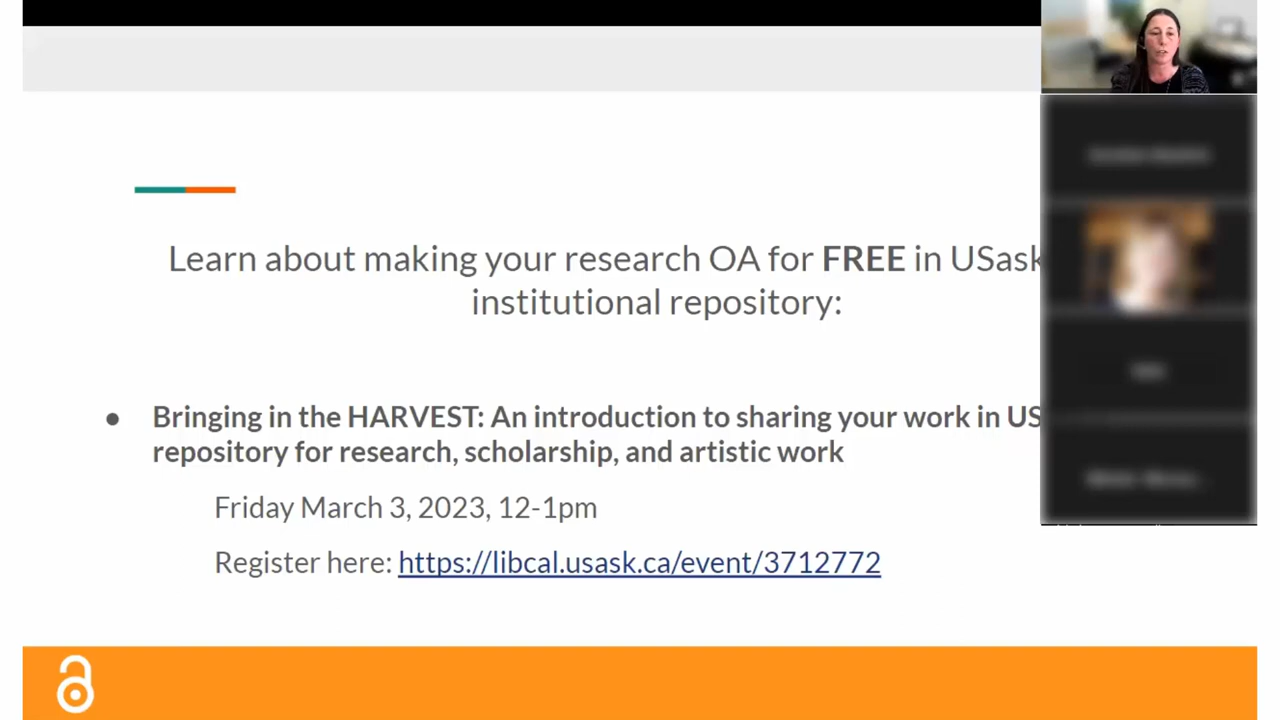 Learn about making your research OA for FREE in USask
institutional repository:
● Bringing in the HARVEST: An introduction to sharing your work in US
repository for research, scholarship, and artistic work
Friday March 3, 2023, 12-1pm
Register here: https://libcal.usask.ca/event/3712772